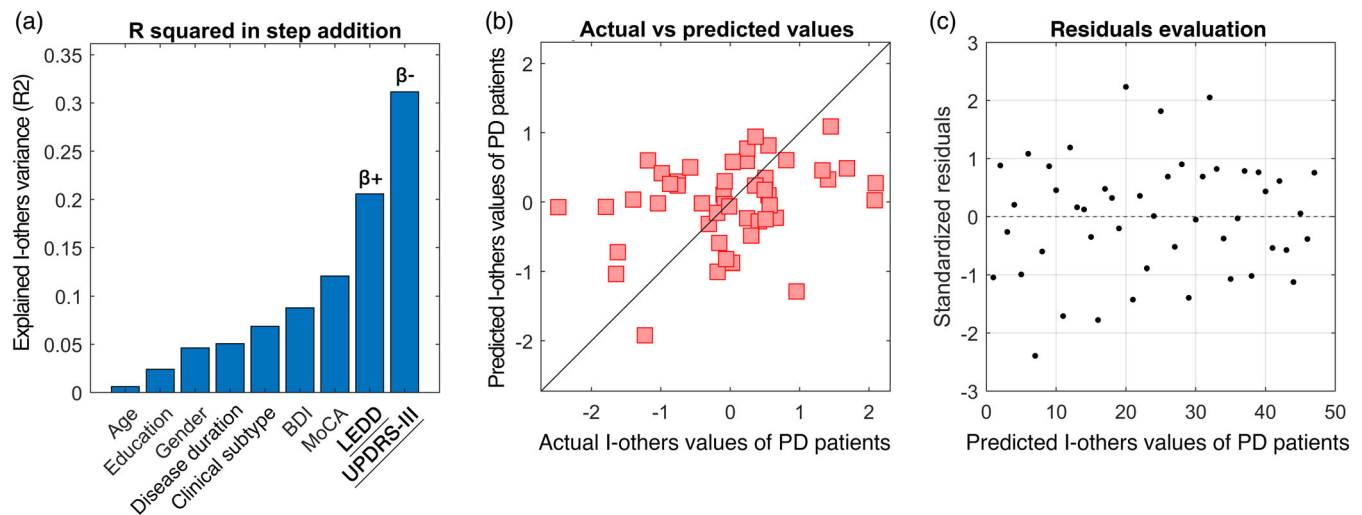 (a)
R squared in step addition
Explained I-others variance (R2)
0.35
0.3
0.25
0.2
0.15
0.1
0.05
0
β+
β-
Age
Education
Gender
Disease duration
Clinical subtype
BDI
MoCA
LEDD
UPDRS-III
(b)
Actual vs predicted values
Predicted I-others values of PD patients
2
1
0
-1
-2
-2
-1
0
1
2
Actual I-others values of PD patients
(c)
Residuals evaluation
Standardized residuals
3
2
1
0
-1
-2
-3
0
10
20
30
40
50
Predicted I-others values of PD patients